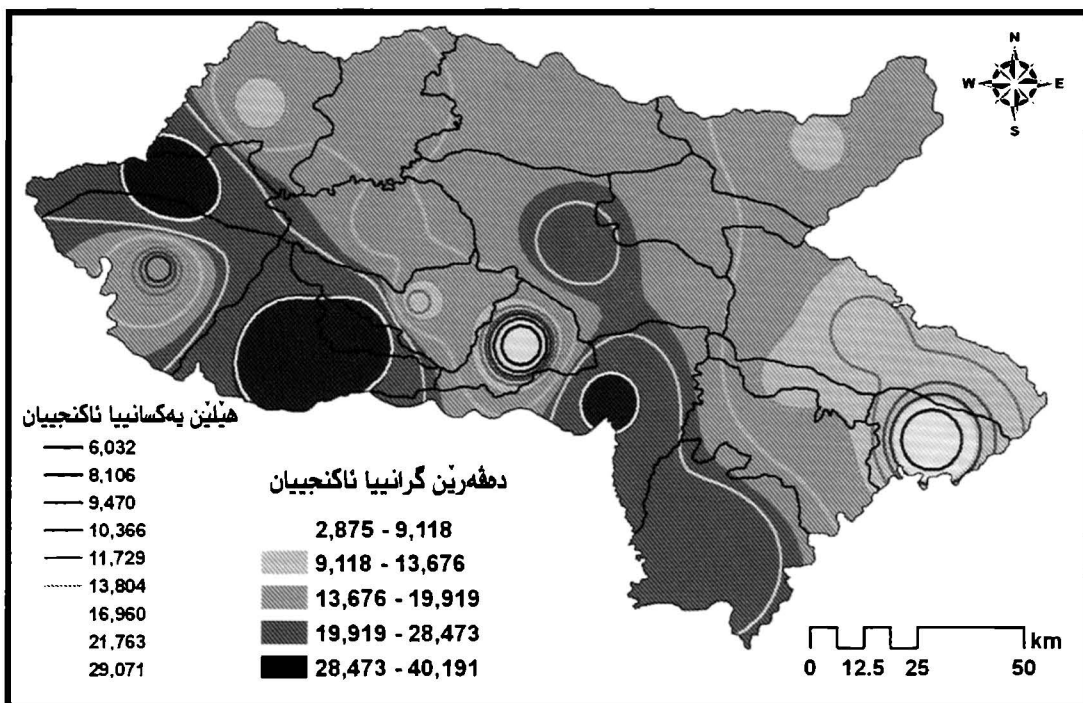 N
W E
S
هێلێن یەکسانییا ئاکنجییان
6,032
8,106
9,470
10,366
11,729
13,804
16,960
21,763
29,071
دەڤەرێن گرانییا ئاکنجییان
2,875 - 9,118
9,118 - 13,676
13,676 - 19,919
19,919 - 28,473
28,473 - 40,191
km
0 12.5 25 50